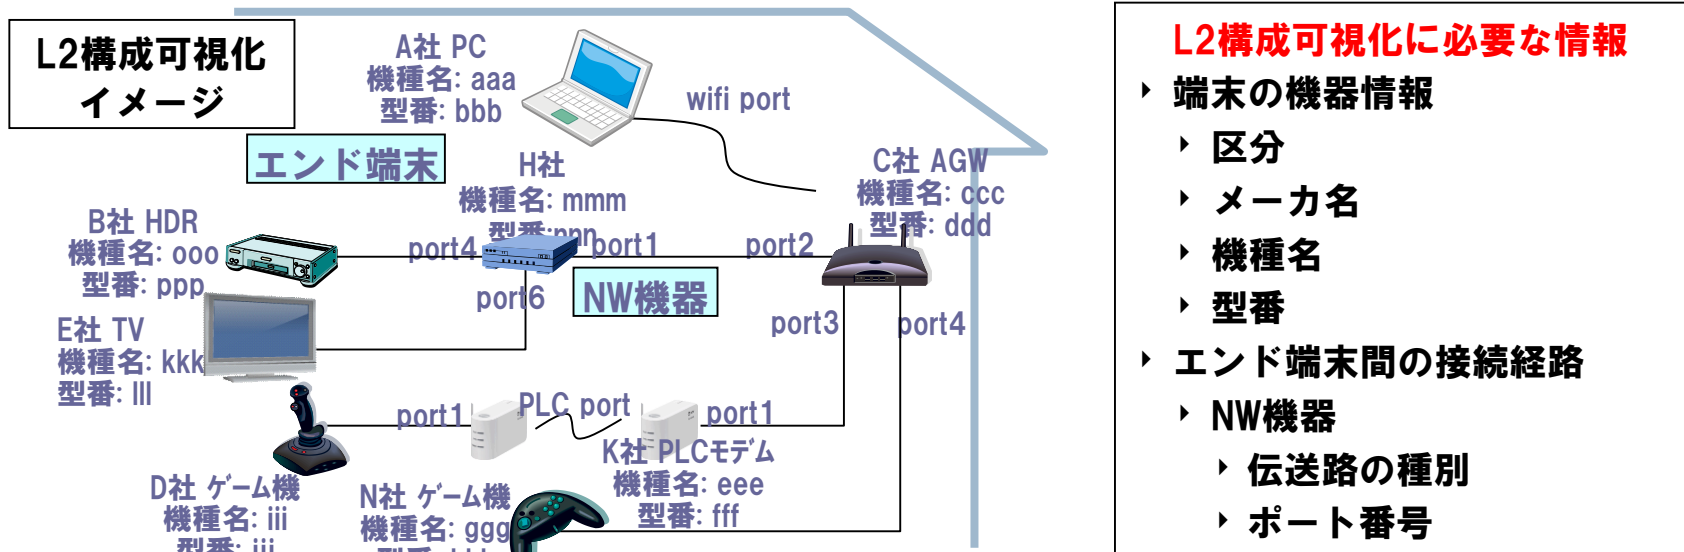 L2構成可視化
イメージ
A社 PC
機種名: aaa
型番: bbb
wifi port
エンド端末
H社
機種名: mmm
型番:nnn
C社 AGW
機種名: ccc
型番: ddd
B社 HDR
機種名: ooo
型番: ppp
port4
port1
port2
port6
NW機器
port3
port4
E社 TV
機種名: kkk
型番: lll
port1
PLC port
port1
K社 PLCモデム
機種名: eee
型番: fff
D社 ゲーム機
機種名: iii
型番: jjj
N社 ゲーム機
機種名: ggg
L2構成可視化に必要な情報
端末の機器情報
区分
メーカ名
機種名
型番
エンド端末間の接続経路
NW機器
伝送路の種別
ポート番号